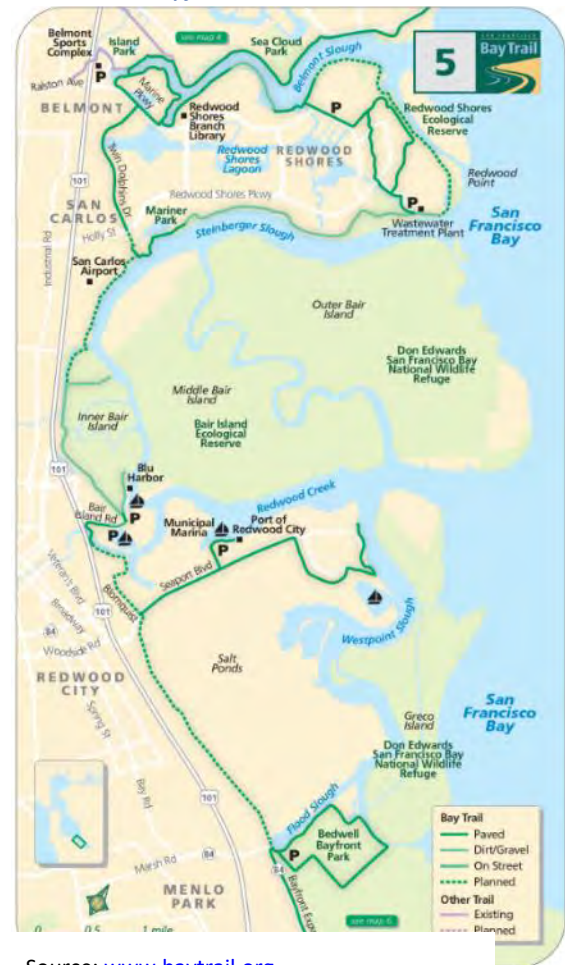 Belmont
Sports
Complex
Island
Park
see map 4
Sea Cloud
Park
Belmont Slough
5
SAN FRANCISCO
Bay Trail
P
Ralston Ave
Marine
Pkwy
BELMONT
Redwood
Shores
Branch
Library
P
Redwood Shores
Ecological
Reserve
Redwood
Shores
Lagoon
REDWOOD
SHORES
Twin Dolphins Dr
101
Redwood
Point
SAN
CARLOS
Redwood Shores Pkwy
P
Mariner
Park
Wastewater
Treatment Plant
San
Francisco
Bay
Holly St
Steinberger Slough
Industrial Rd
San Carlos
Airport
Outer Bair
Island
Don Edwards
San Francisco Bay
National Wildlife
Refuge
Middle Bair
Island
Inner Bair
Island
Bair Island
Ecological
Reserve
101
Blu
Harbor
Redwood Creek
Bair
Island Rd
P
P
Municipal
Marina
Port of
Redwood City
P
Seaport Blvd
Veteran's Blvd
Blomquist
Broadway
101
84
Woodside Rd
Westpoint Slough
Salt
Ponds
REDWOOD
CITY
Spring St
Greco
Island
San
Francisco
Bay
Don Edwards
San Francisco Bay
National Wildlife
Refuge
Bay Rd
101
Flood Slough
Bedwell
Bayfront
Park
P
Marsh Rd
84
84
MENLO
PARK
Bayfront Exp
see map 6
Bay Trail
Paved
Dirt/Gravel
On Street
Planned
Other Trail
Existing
Planned
0 0.5 1 mile
Source: www.baytrail.org